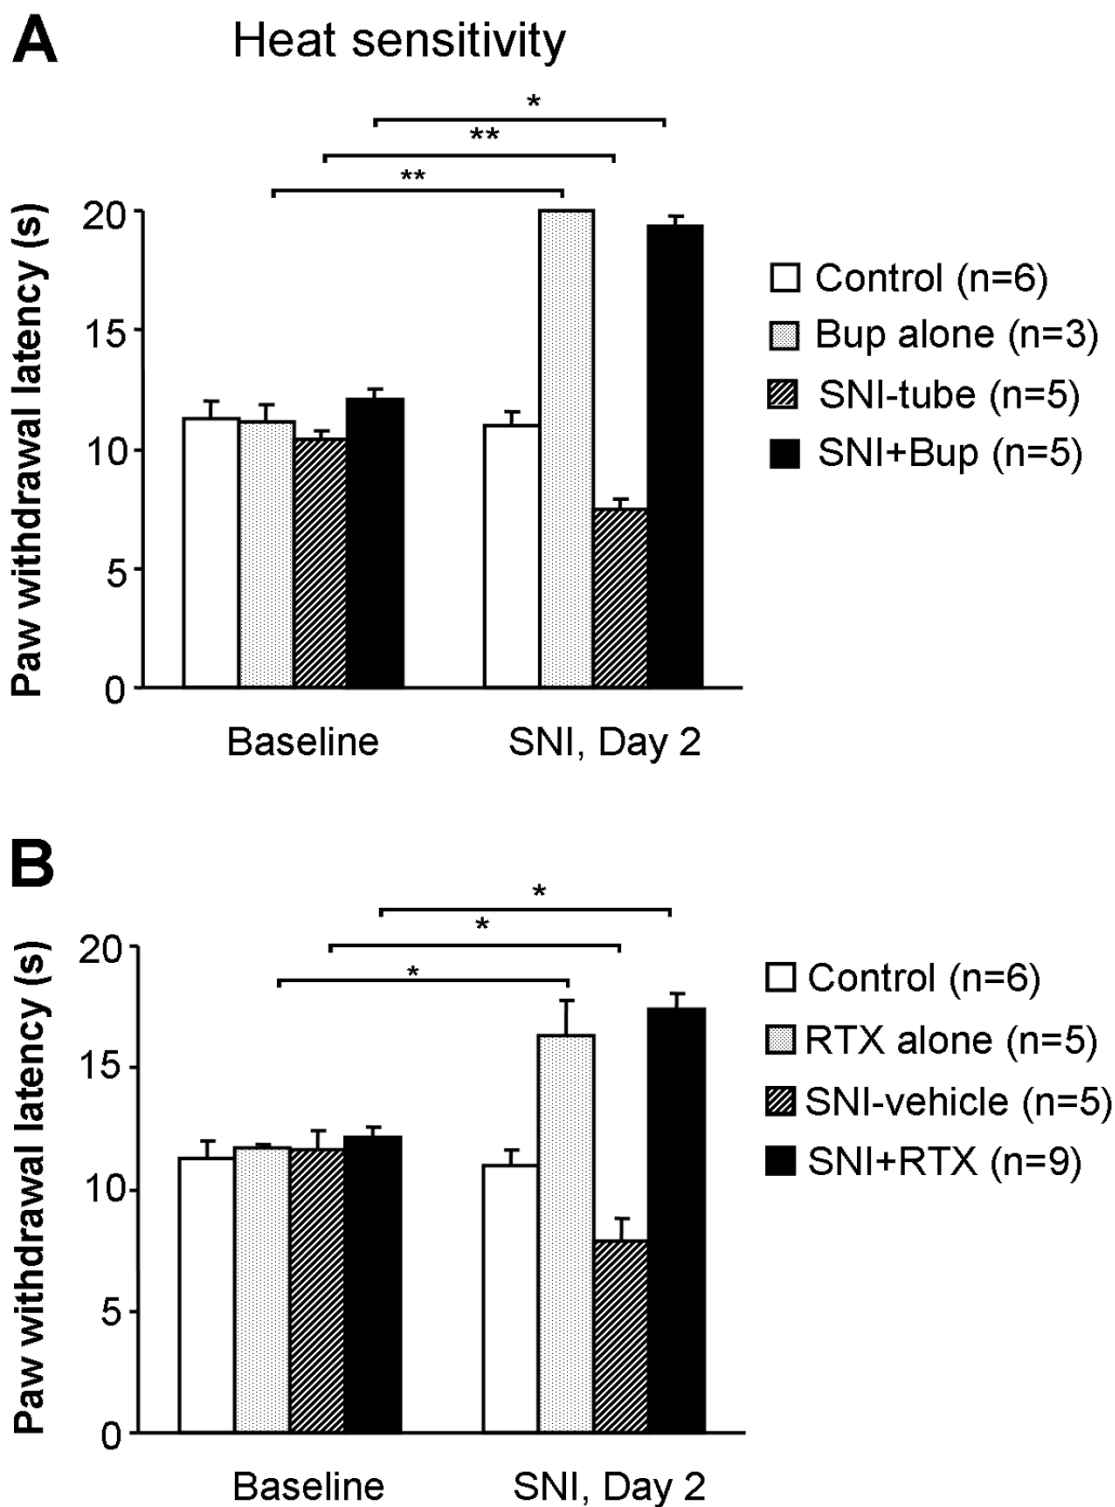 A
Heat sensitivity
*
**
**
Paw withdrawal latency (s)
20
15
10
5
0
Baseline
SNI, Day 2
Control (n=6)
Bup alone (n=3)
SNI-tube (n=5)
SNI+Bup (n=5)
B
*
*
*
Paw withdrawal latency (s)
20
15
10
5
0
Baseline
SNI, Day 2
Control (n=6)
RTX alone (n=5)
SNI-vehicle (n=5)
SNI+RTX (n=9)